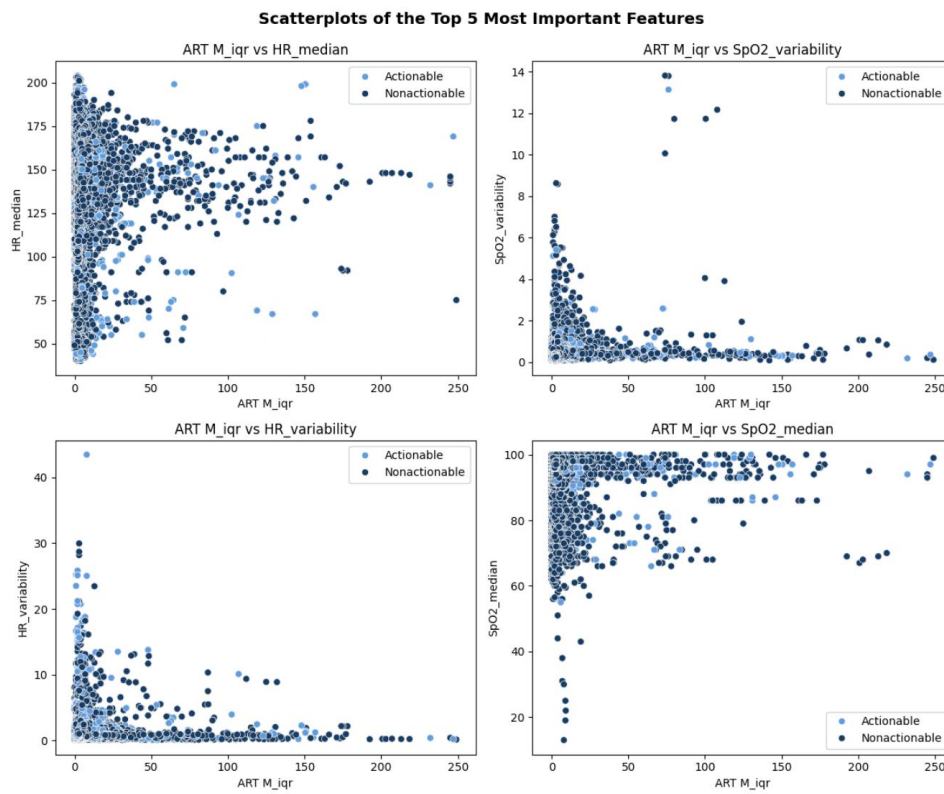 Scatterplots of the Top 5 Most Important Features
ART M_iqr vs HR_median
200
175
150
125
100
75
50
HR_median
0 50 100 150 200 250
ART M_iqr
Actionable
Nonactionable
ART M_iqr vs SpO2_variability
14
12
10
8
6
4
2
0
SpO2_variability
0 50 100 150 200 250
ART M_iqr
Actionable
Nonactionable
ART M_iqr vs HR_variability
40
30
20
10
0
HR_variability
0 50 100 150 200 250
ART M_iqr
Actionable
Nonactionable
ART M_iqr vs SpO2_median
100
80
60
40
20
SpO2_median
0 50 100 150 200 250
ART M_iqr
Actionable
Nonactionable